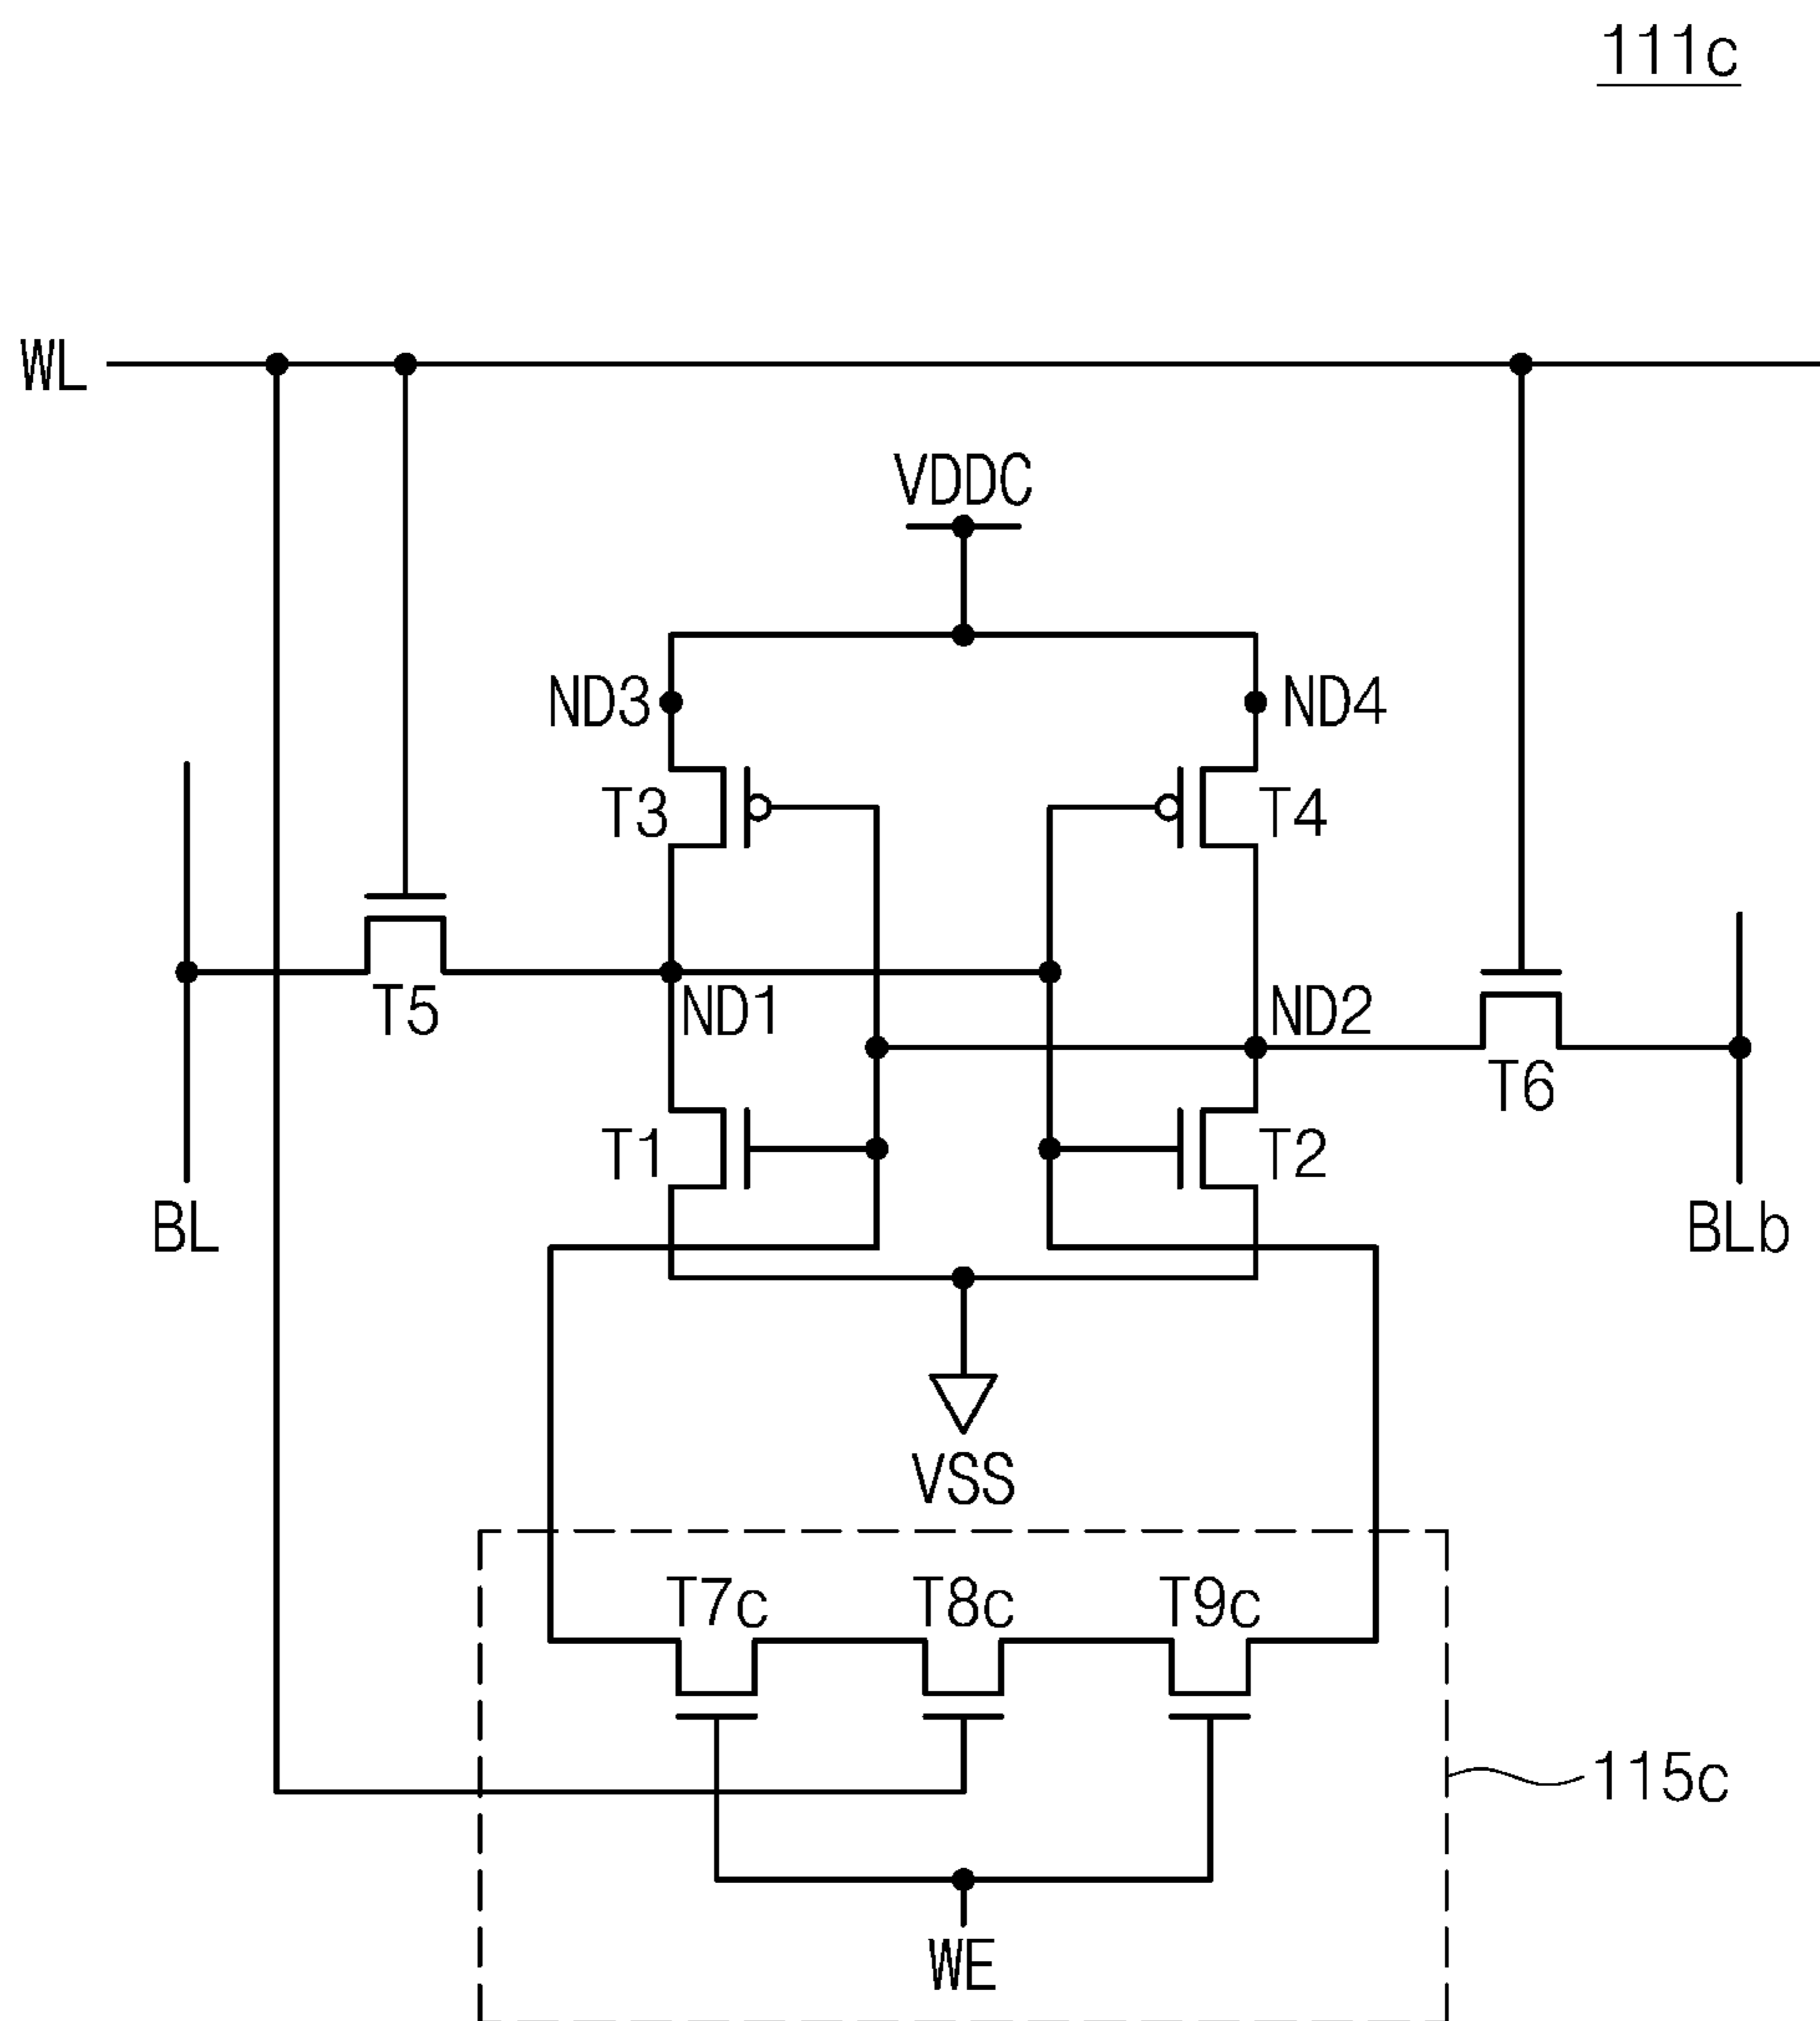 111c
WL
VDDC
ND3
ND4
T3
T4
T5
ND1
ND2
T6
T1
T2
BL
BLb
VSS
T7c
T8c
T9c
115c
WE